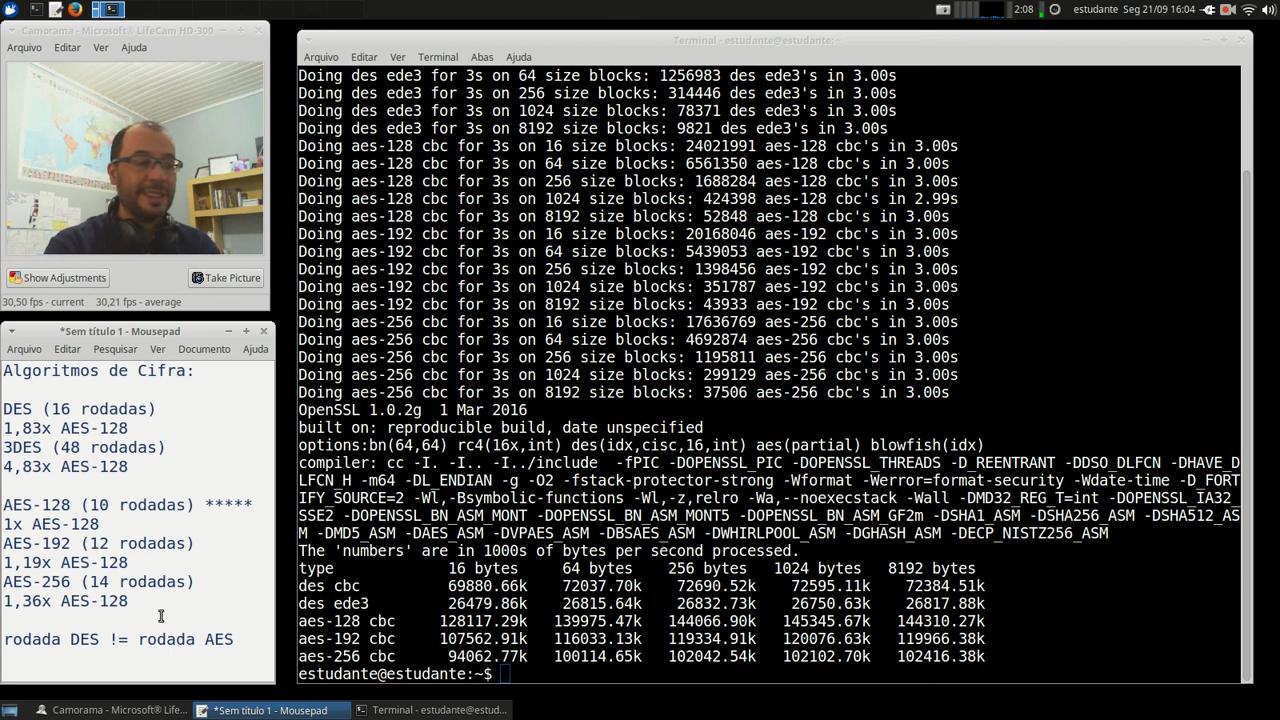 2:08
estudante
Seg 21/09 16:04
Camorama - Microsoft® LifeCam HD-300
Arquivo Editar Ver Ajuda
Show Adjustments
Take Picture
30,50 fps - current 30,21 fps - average
*Sem título 1 - Mousepad
Arquivo Editar Pesquisar Ver Documento Ajuda
Algoritmos de Cifra:
DES (16 rodadas)
1,83x AES-128
3DES (48 rodadas)
4,83x AES-128
AES-128 (10 rodadas) *****
1x AES-128
AES-192 (12 rodadas)
1,19x AES-128
AES-256 (14 rodadas)
1,36x AES-128
rodada DES != rodada AES
Terminal - estudante@estudante: ~
Arquivo Editar Ver Terminal Abas Ajuda
Doing des ede3 for 3s on 64 size blocks: 1256983 des ede3's in 3.00s
Doing des ede3 for 3s on 256 size blocks: 314446 des ede3's in 3.00s
Doing des ede3 for 3s on 1024 size blocks: 78371 des ede3's in 3.00s
Doing des ede3 for 3s on 8192 size blocks: 9821 des ede3's in 3.00s
Doing aes-128 cbc for 3s on 16 size blocks: 24021991 aes-128 cbc's in 3.00s
Doing aes-128 cbc for 3s on 64 size blocks: 6561350 aes-128 cbc's in 3.00s
Doing aes-128 cbc for 3s on 256 size blocks: 1688284 aes-128 cbc's in 3.00s
Doing aes-128 cbc for 3s on 1024 size blocks: 424398 aes-128 cbc's in 2.99s
Doing aes-128 cbc for 3s on 8192 size blocks: 52848 aes-128 cbc's in 3.00s
Doing aes-192 cbc for 3s on 16 size blocks: 20168046 aes-192 cbc's in 3.00s
Doing aes-192 cbc for 3s on 64 size blocks: 5439053 aes-192 cbc's in 3.00s
Doing aes-192 cbc for 3s on 256 size blocks: 1398456 aes-192 cbc's in 3.00s
Doing aes-192 cbc for 3s on 1024 size blocks: 351787 aes-192 cbc's in 3.00s
Doing aes-192 cbc for 3s on 8192 size blocks: 43933 aes-192 cbc's in 3.00s
Doing aes-256 cbc for 3s on 16 size blocks: 17636769 aes-256 cbc's in 3.00s
Doing aes-256 cbc for 3s on 64 size blocks: 4692874 aes-256 cbc's in 3.00s
Doing aes-256 cbc for 3s on 256 size blocks: 1195811 aes-256 cbc's in 3.00s
Doing aes-256 cbc for 3s on 1024 size blocks: 299129 aes-256 cbc's in 3.00s
Doing aes-256 cbc for 3s on 8192 size blocks: 37506 aes-256 cbc's in 3.00s
OpenSSL 1.0.2g 1 Mar 2016
built on: reproducible build, date unspecified
options:bn(64,64) rc4(16x,int) des(idx,cisc,16,int) aes(partial) blowfish(idx)
compiler: cc -I. -I.. -I../include -fPIC -DOPENSSL_PIC -DOPENSSL_THREADS -D_REENTRANT -DDSO_DLFCN -DHAVE_D
LFCN_H -m64 -DL_ENDIAN -g -O2 -fstack-protector-strong -Wformat -Werror=format-security -Wdate-time -D_FORT
IFY_SOURCE=2 -Wl,-Bsymbolic-functions -Wl,-z,relro -Wa,--noexecstack -Wall -DMD32_REG_T=int -DOPENSSL_IA32_
SSE2 -DOPENSSL_BN_ASM_MONT -DOPENSSL_BN_ASM_MONT5 -DOPENSSL_BN_ASM_GF2m -DSHA1_ASM -DSHA256_ASM -DSHA512_AS
M -DMD5_ASM -DAES_ASM -DVPAES_ASM -DBSAES_ASM -DWHIRLPOOL_ASM -DGHASH_ASM -DECP_NISTZ256_ASM
The 'numbers' are in 1000s of bytes per second processed.
type 16 bytes 64 bytes 256 bytes 1024 bytes 8192 bytes
des cbc 69880.66k 72037.70k 72690.52k 72595.11k 72384.51k
des ede3 26479.86k 26815.64k 26832.73k 26750.63k 26817.88k
aes-128 cbc 128117.29k 139975.47k 144066.90k 145346.67k 144310.27k
aes-192 cbc 107562.91k 116033.13k 119334.91k 120076.63k 119966.38k
aes-256 cbc 94062.77k 100114.65k 102042.54k 102102.70k 102416.38k
estudante@estudante:~$
Camorama - Microsoft® LifeC...
*Sem título 1 - Mousepad
Terminal - estudante@estud...